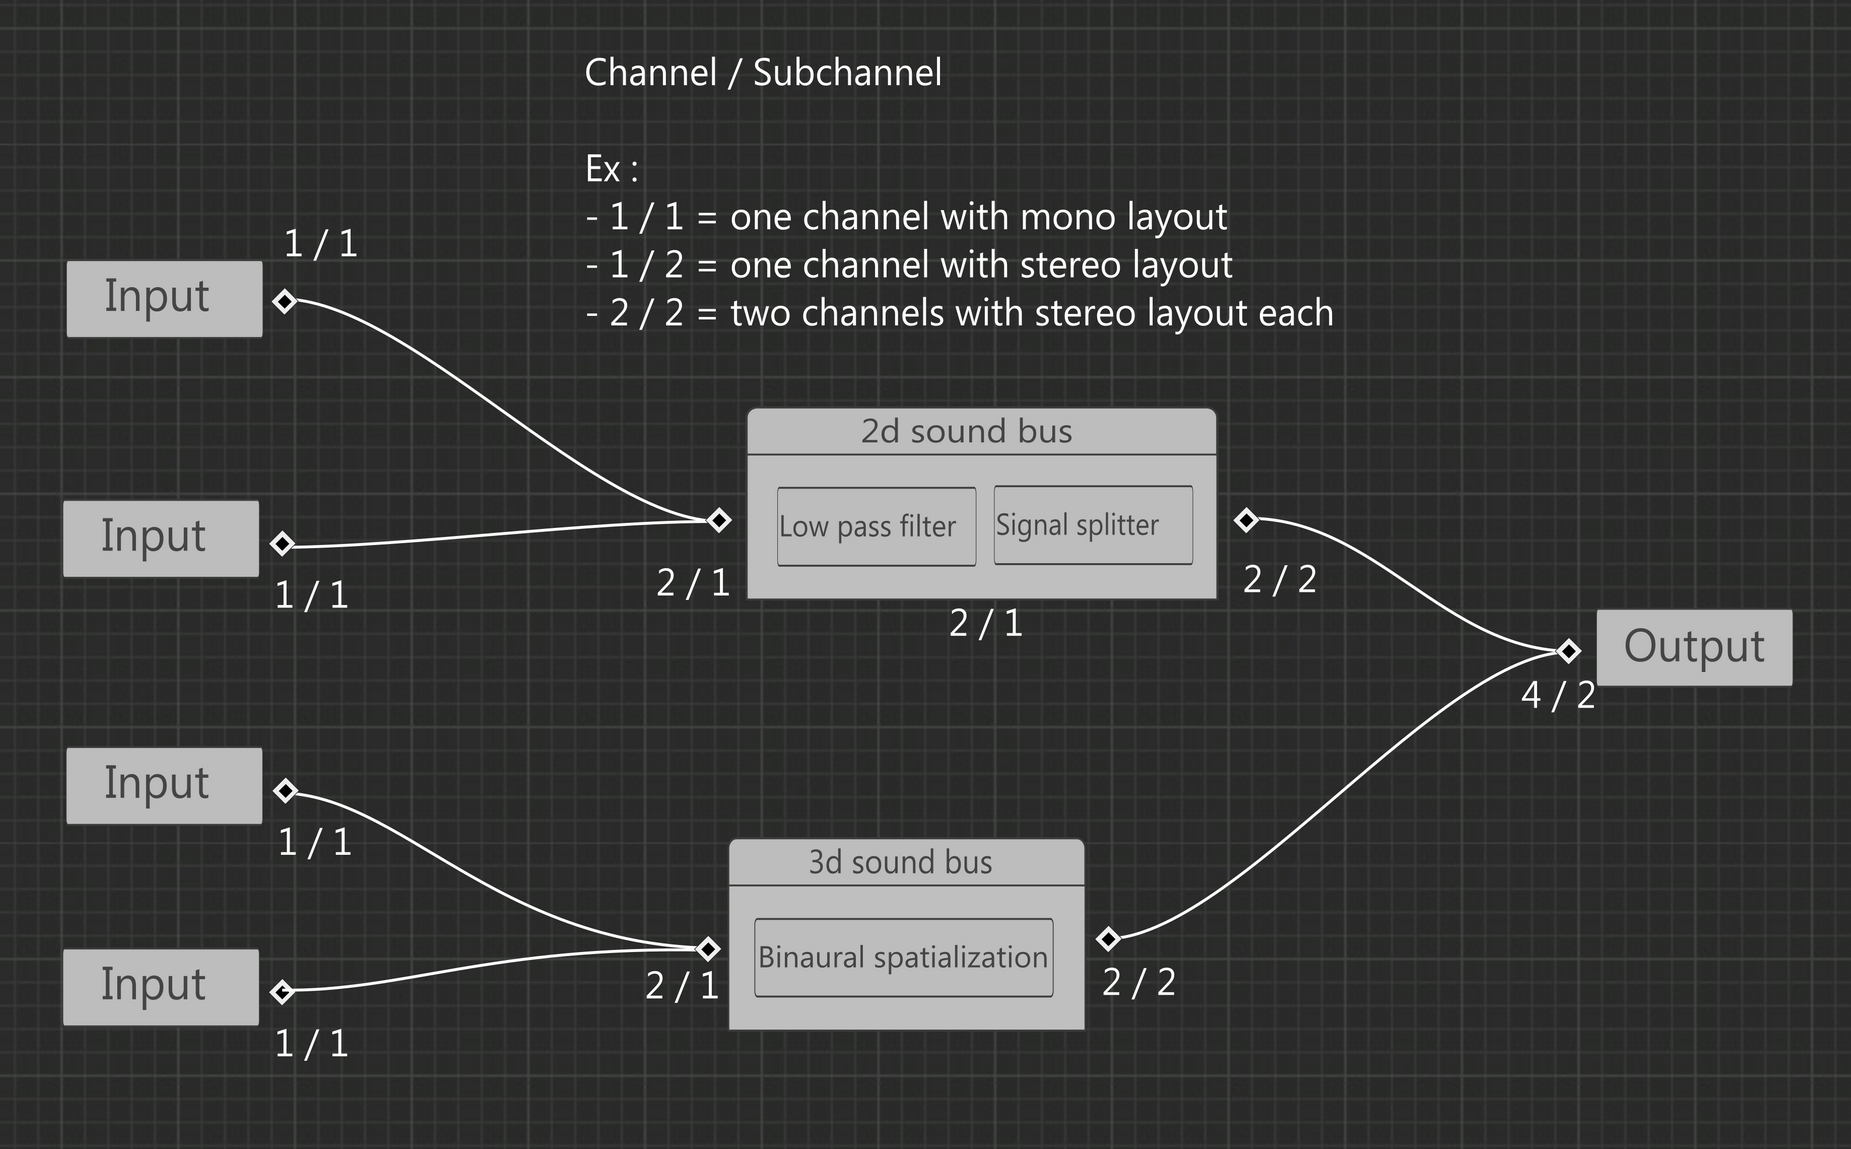 Channel / Subchannel
Ex :
- 1 / 1 = one channel with mono layout
- 1 / 2 = one channel with stereo layout
- 2 / 2 = two channels with stereo layout each
1 / 1
Input
Input
1 / 1
2 / 1
2d sound bus
Low pass filter
Signal splitter
2 / 1
2 / 2
Output
4 / 2
Input
1 / 1
Input
1 / 1
2 / 1
3d sound bus
Binaural spatialization
2 / 2